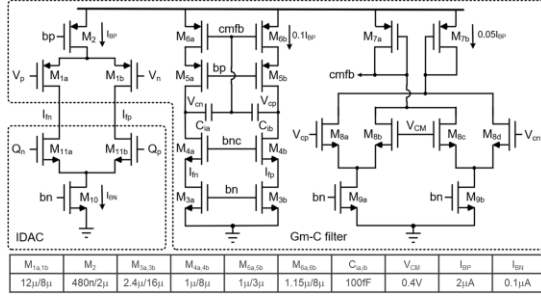 bp M2 IBP
M6a cmfb M6b 0.1IBP
M7a M7b 0.05IBP
Vp M1a M1b Vn
M5a bp M5b
cmfb
Vcn Vcp
Cia Cib
Ifn Ifp
Vcp M8a M8b VCM M8c M8d Vcn
Qn M11a M11b Qp
M4a bnc M4b
Ifn Ifp
bn M10 IBN
M3a bn M3b
bn M9a bn M9b
IDAC
Gm-C filter
M1a,1b M2 M3a,3b M4a,4b M5a,5b M6a,6b Cia,ib VCM IBP IBN
12μ/8μ 480n/2μ 2.4μ/16μ 1μ/8μ 1μ/3μ 1.15μ/8μ 100fF 0.4V 2μA 0.1μA